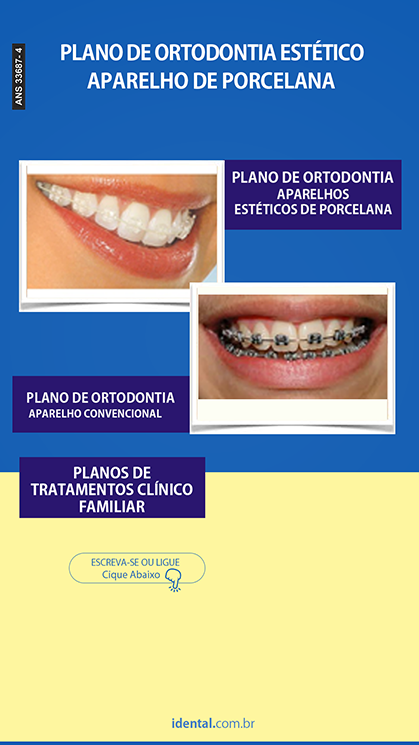 PLANO DE ORTODONTIA ESTÉTICO
APARELHO DE PORCELANA
ANS 33687- 4
PLANO DE ORTODONTIA
APARELHOS
ESTÉTICOS DE PORCELANA
PLANO DE ORTODONTIA
APARELHO CONVENCIONAL
PLANOS DE
TRATAMENTOS CLÍNICO
FAMILIAR
ESCREVA-SE OU LIGUE
Cique Abaixo
idental.com.br